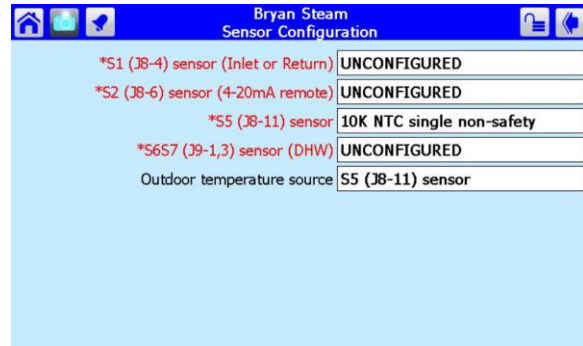 Bryan Steam
Sensor Configuration
*S1 (J8-4) sensor (Inlet or Return) UNCONFIGURED
*S2 (J8-6) sensor (4-20mA remote) UNCONFIGURED
*S5 (J8-11) sensor 10K NTC single non-safety
*S6S7 (J9-1,3) sensor (DHW) UNCONFIGURED
Outdoor temperature source S5 (J8-11) sensor